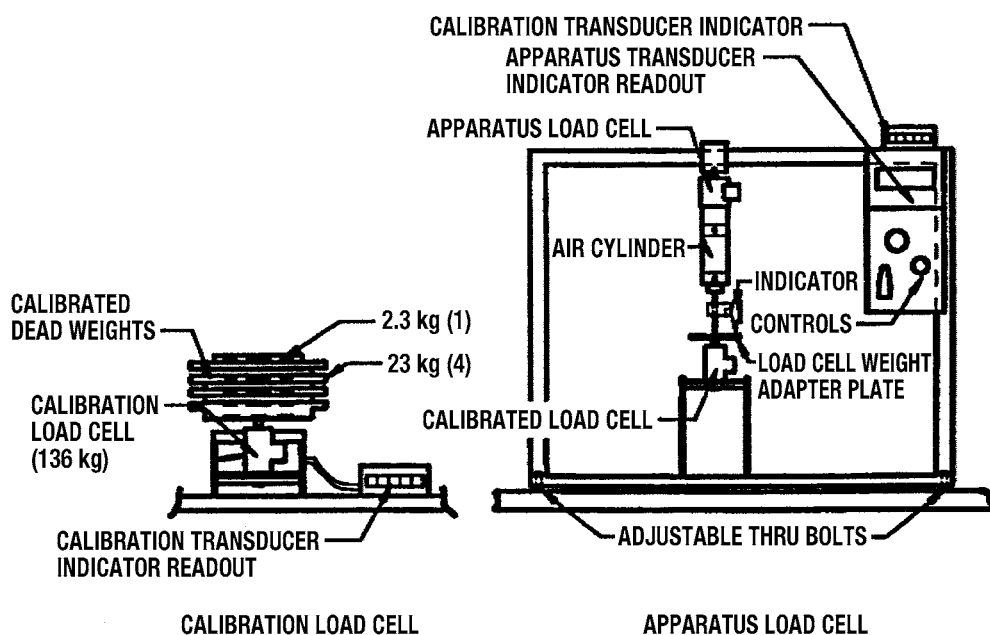 CALIBRATION TRANSDUCER INDICATOR
APPARATUS TRANSDUCER
INDICATOR READOUT
APPARATUS LOAD CELL
AIR CYLINDER
INDICATOR
CALIBRATED
DEAD WEIGHTS
2.3 kg (1)
CONTROLS
23 kg (4)
LOAD CELL WEIGHT
ADAPTER PLATE
CALIBRATION
LOAD CELL
(136 kg)
CALIBRATED LOAD CELL
CALIBRATION TRANSDUCER
INDICATOR READOUT
ADJUSTABLE THRU BOLTS
CALIBRATION LOAD CELL
APPARATUS LOAD CELL